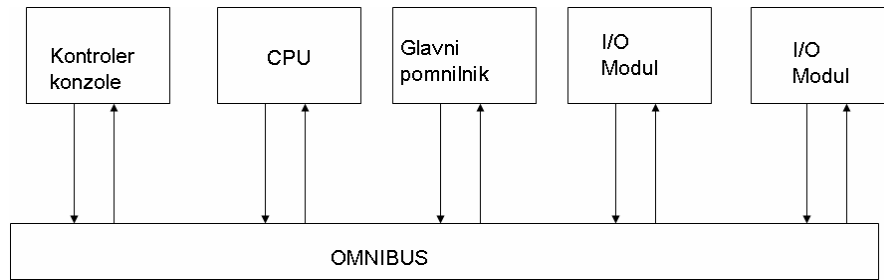 Kontroler
konzole
CPU
Glavni
pomnilnik
I/O
Modul
I/O
Modul
OMNIBUS